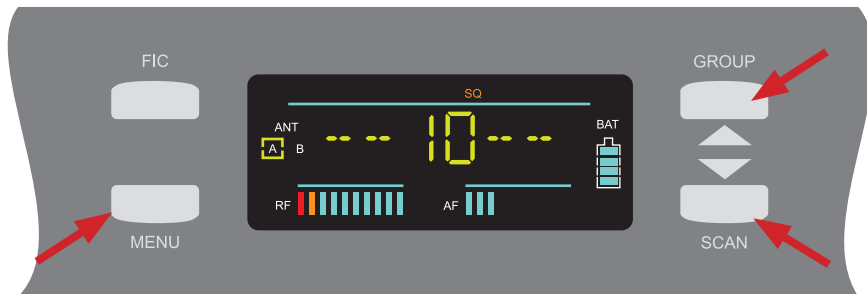 FIC
GROUP
SQ
ANT
BAT
A B -- -- 10 -- --
RF
AF
MENU
SCAN